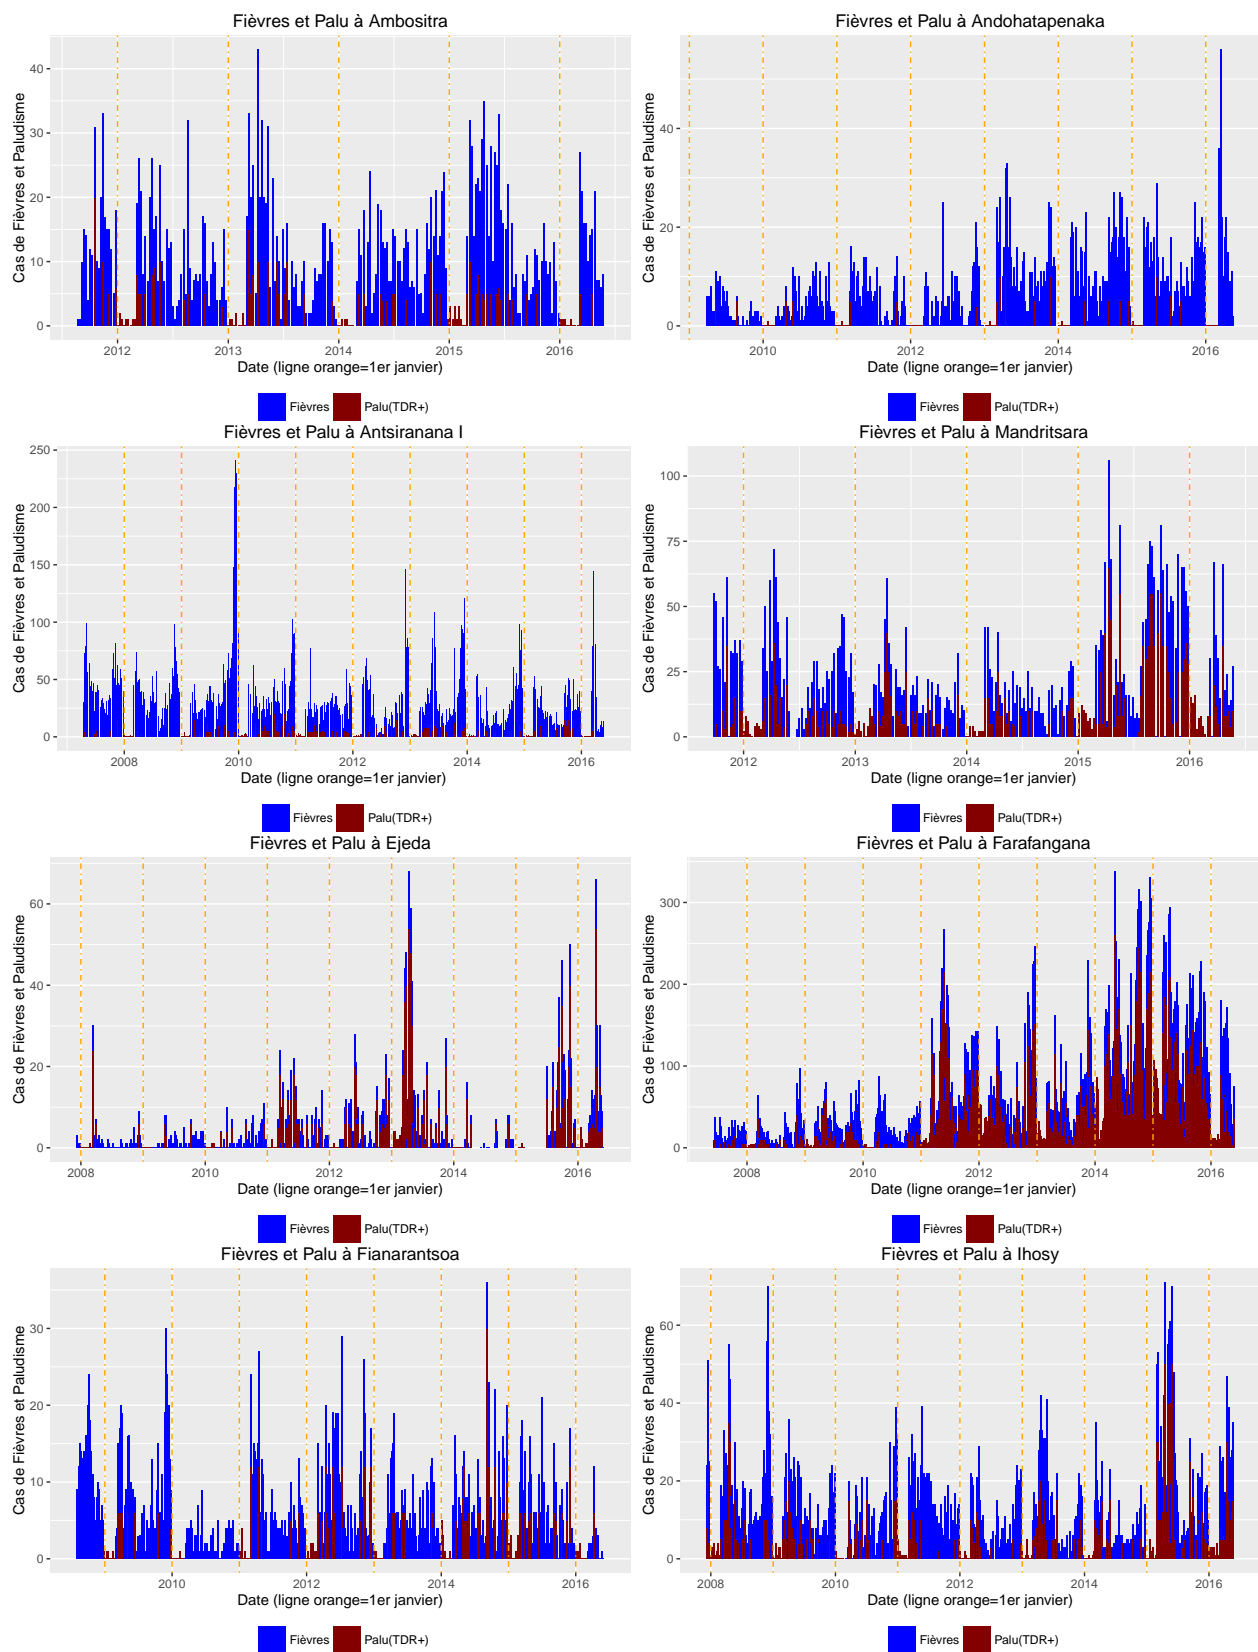 Fièvres et Palu à Ambositra
Cas de Fièvres et Paludisme
40
30
20
10
0
2012
2013
2014
2015
2016
Date (ligne orange=1er janvier)
Fièvres
Palu(TDR+)
Fièvres et Palu à Andohatapenaka
Cas de Fièvres et Paludisme
40
20
0
2010
2012
2014
2016
Date (ligne orange=1er janvier)
Fièvres
Palu(TDR+)
Fièvres et Palu à Antsiranana I
Cas de Fièvres et Paludisme
250
200
150
100
50
0
2008
2010
2012
2014
2016
Date (ligne orange=1er janvier)
Fièvres
Palu(TDR+)
Fièvres et Palu à Mandritsara
Cas de Fièvres et Paludisme
100
75
50
25
0
2012
2013
2014
2015
2016
Date (ligne orange=1er janvier)
Fièvres
Palu(TDR+)
Fièvres et Palu à Ejeda
Cas de Fièvres et Paludisme
60
40
20
0
2008
2010
2012
2014
2016
Date (ligne orange=1er janvier)
Fièvres
Palu(TDR+)
Fièvres et Palu à Farafangana
Cas de Fièvres et Paludisme
300
200
100
0
2008
2010
2012
2014
2016
Date (ligne orange=1er janvier)
Fièvres
Palu(TDR+)
Fièvres et Palu à Fianarantsoa
Cas de Fièvres et Paludisme
30
20
10
0
2010
2012
2014
2016
Date (ligne orange=1er janvier)
Fièvres
Palu(TDR+)
Fièvres et Palu à Ihosy
Cas de Fièvres et Paludisme
60
40
20
0
2008
2010
2012
2014
2016
Date (ligne orange=1er janvier)
Fièvres
Palu(TDR+)